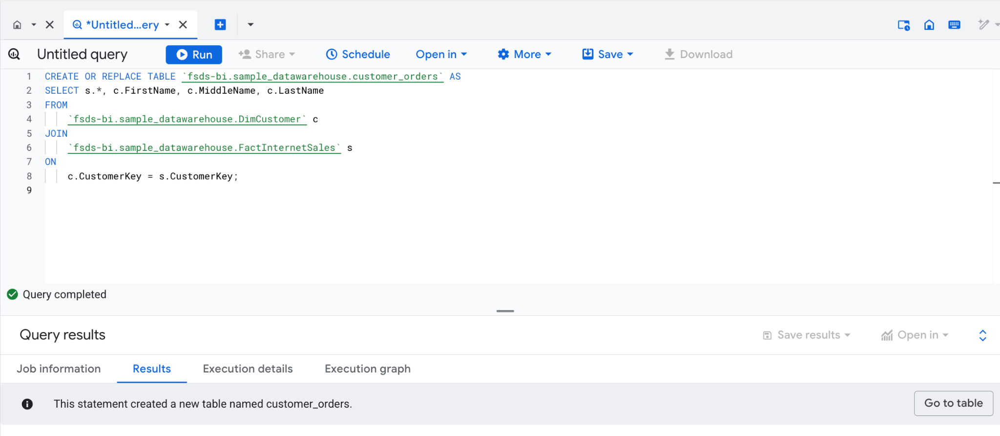 *Untitled...ery
Untitled query Run Share Schedule Open in More Save Download
1 CREATE OR REPLACE TABLE `fsds-bi.sample_datawarehouse.customer_orders` AS
2 SELECT s.*, c.FirstName, c.MiddleName, c.LastName
3 FROM
4 `fsds-bi.sample_datawarehouse.DimCustomer` c
5 JOIN
6 `fsds-bi.sample_datawarehouse.FactInternetSales` s
7 ON
8 c.CustomerKey = s.CustomerKey;
9
Query completed
Query results Save results Open in
Job information Results Execution details Execution graph
This statement created a new table named customer_orders. Go to table